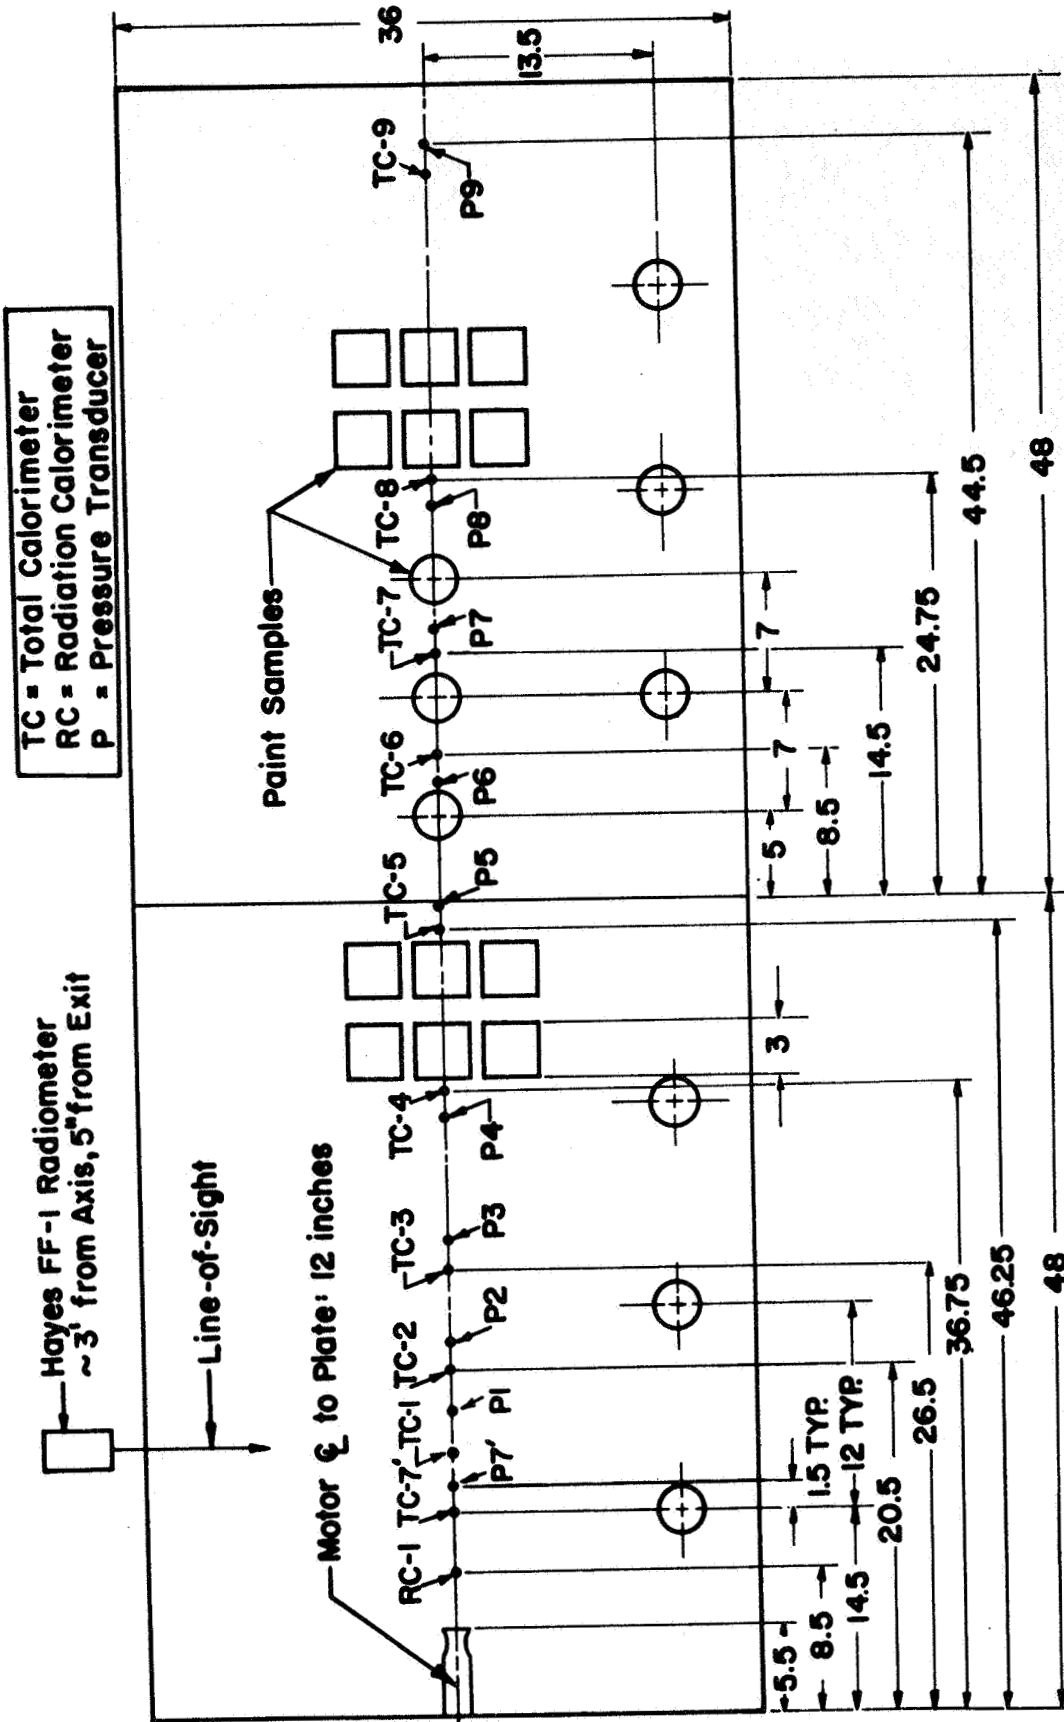 TC = Total Calorimeter
RC = Radiation Calorimeter
P = Pressure Transducer
Hayes FF-1 Radiometer
~3' from Axis, 5" from Exit
Line-of-Sight
Motor ℄ to Plate: 12 inches
Paint Samples
RC-1
TC-7'
TC-1
TC-2
TC-3
TC-4
TC-5
TC-6
TC-7
TC-8
TC-9
P7'
P1
P2
P3
P4
P5
P6
P7
P8
P9
36
13.5
5.5
8.5
14.5
1.5 TYP.
12 TYP.
20.5
26.5
36.75
46.25
48
3
5
7
7
8.5
14.5
24.75
44.5
48